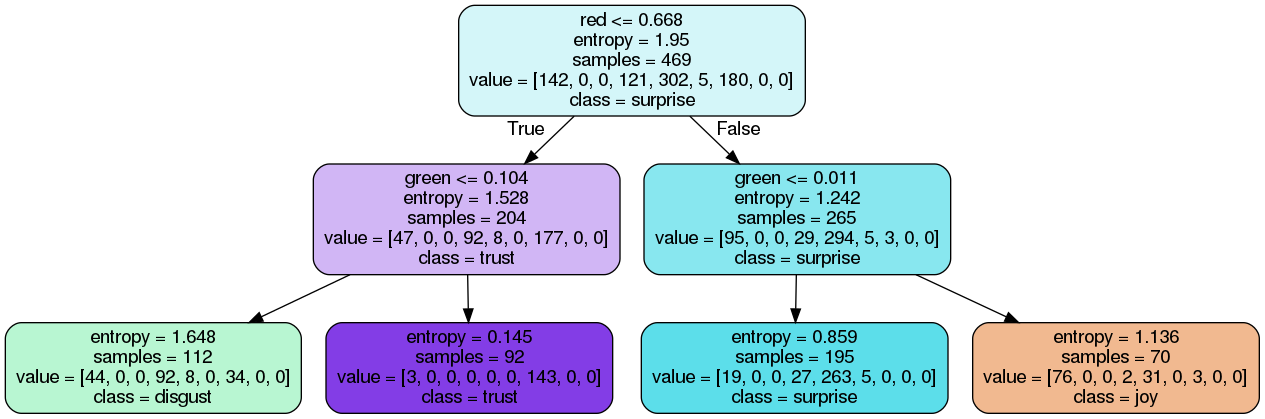 red <= 0.668
entropy = 1.95
samples = 469
value = [142, 0, 0, 121, 302, 5, 180, 0, 0]
class = surprise
True
False
green <= 0.104
entropy = 1.528
samples = 204
value = [47, 0, 0, 92, 8, 0, 177, 0, 0]
class = trust
green <= 0.011
entropy = 1.242
samples = 265
value = [95, 0, 0, 29, 294, 5, 3, 0, 0]
class = surprise
entropy = 1.648
samples = 112
value = [44, 0, 0, 92, 8, 0, 34, 0, 0]
class = disgust
entropy = 0.145
samples = 92
value = [3, 0, 0, 0, 0, 0, 143, 0, 0]
class = trust
entropy = 0.859
samples = 195
value = [19, 0, 0, 27, 263, 5, 0, 0, 0]
class = surprise
entropy = 1.136
samples = 70
value = [76, 0, 0, 2, 31, 0, 3, 0, 0]
class = joy